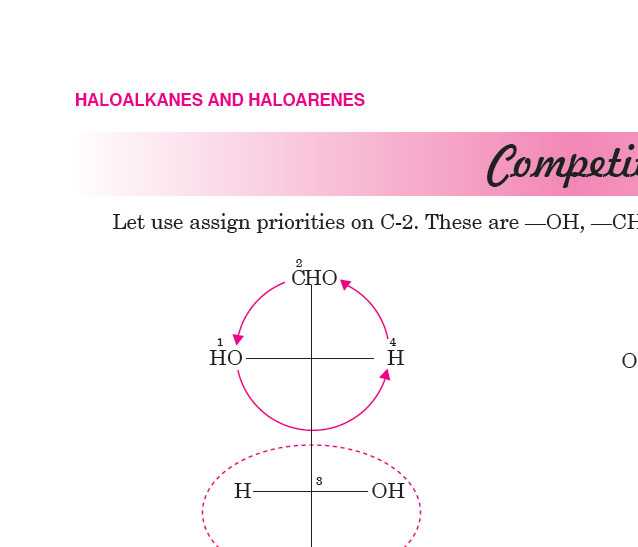 HALOALKANES AND HALOARENES
Let use assign priorities on C-2. These are —OH, —CH
2
CHO
1 4
HO H
3
H OH